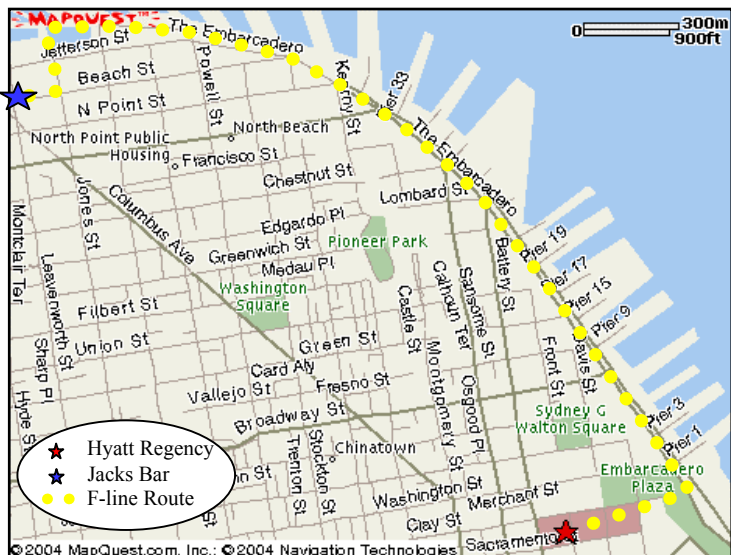 MAPQUEST
The Embarcadero
0 300m
900ft
Jefferson St
Beach St
N Point St
Powell St
Kearny St
Pier 33
The Embarcadero
North Point Public
Housing
North Beach
Francisco St
Chestnut St
Lombard St
Columbus Ave
Jones St
Montclair Ter
Leavenworth St
Edgardo Pl
Greenwich St
Medau Pl
Pioneer Park
Washington
Square
Pier 19
Pier 17
Pier 15
Pier 9
Battery St
Sansome St
Calhoun Ter
Castle St
Montgomery St
Osgood Pl
Front St
Davis St
Filbert St
Union St
Sharp Pl
Hyde St
Green St
Card Aly
Fresno St
Vallejo St
Broadway St
Trenton St
Stockton St
Chinatown
Sydney G
Walton Square
Pier 3
Pier 1
Embarcadero
Plaza
Washington St
Merchant St
Clay St
Sacramento
Hyatt Regency
Jacks Bar
F-line Route
©2004 MapQuest.com, Inc.; ©2004 Navigation Technologies